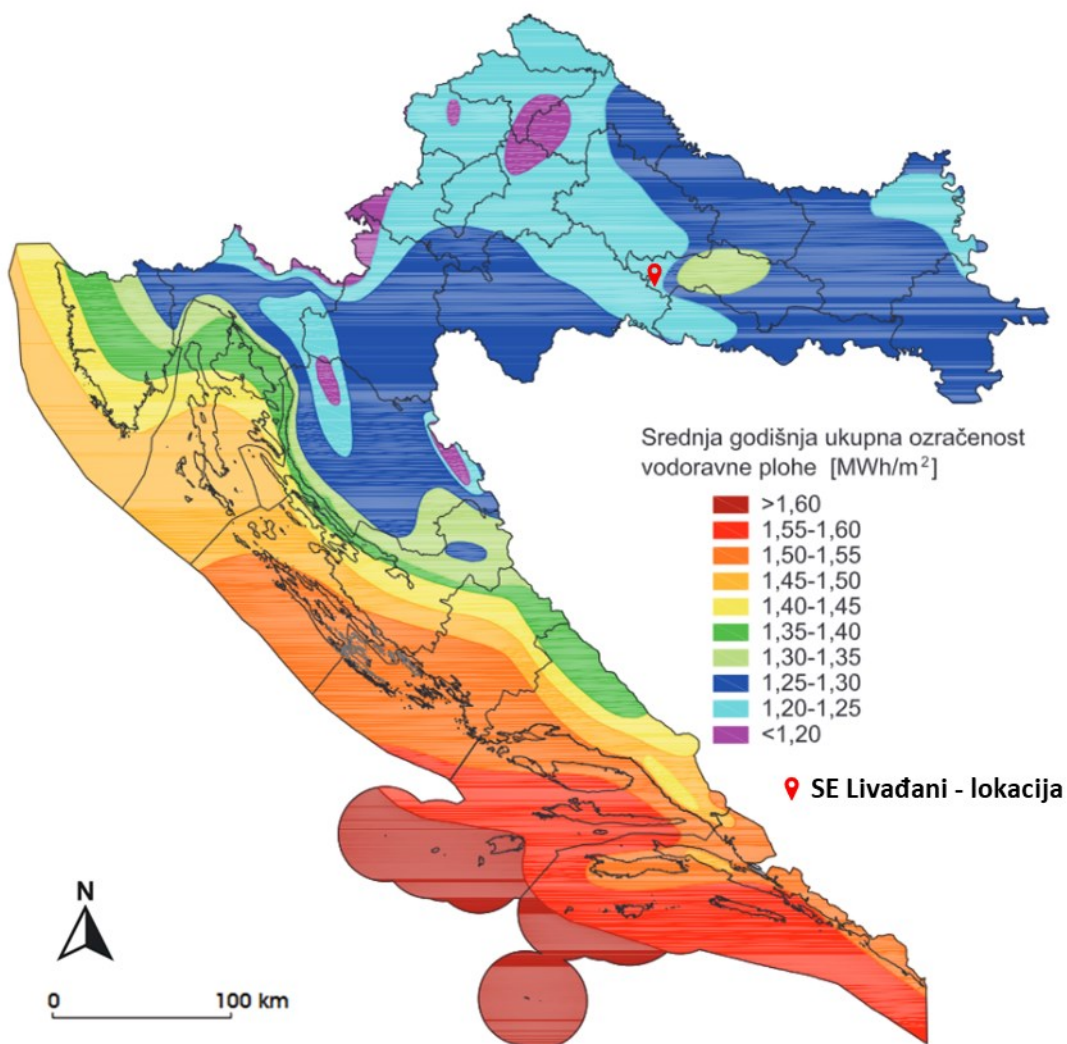 Srednja godišnja ukupna ozračenost
vodoravne plohe [MWh/m²]
>1,60
1,55-1,60
1,50-1,55
1,45-1,50
1,40-1,45
1,35-1,40
1,30-1,35
1,25-1,30
1,20-1,25
<1,20
SE Livađani - lokacija
N
0 100 km